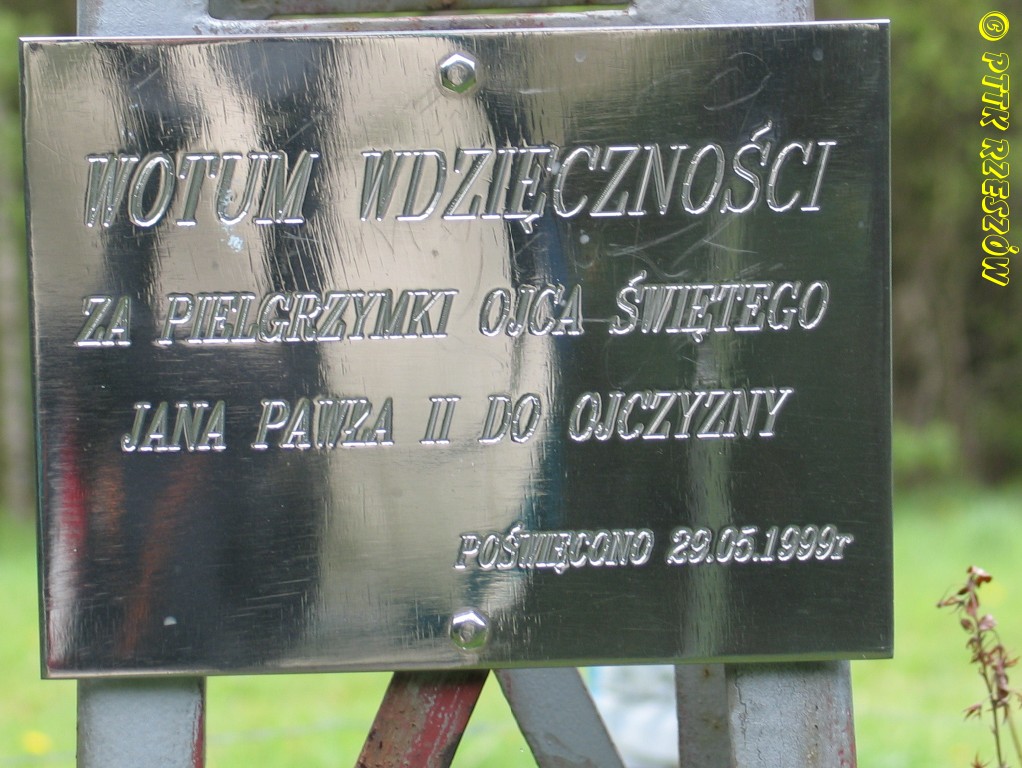 WOTUM WDZIĘCZNOŚCI
ZA PIELGRZYMKI OJCA ŚWIĘTEGO
JANA PAWŁA II DO OJCZYZNY
POŚWIĘCONO 29.05.1999r
© PTTK RZESZÓW